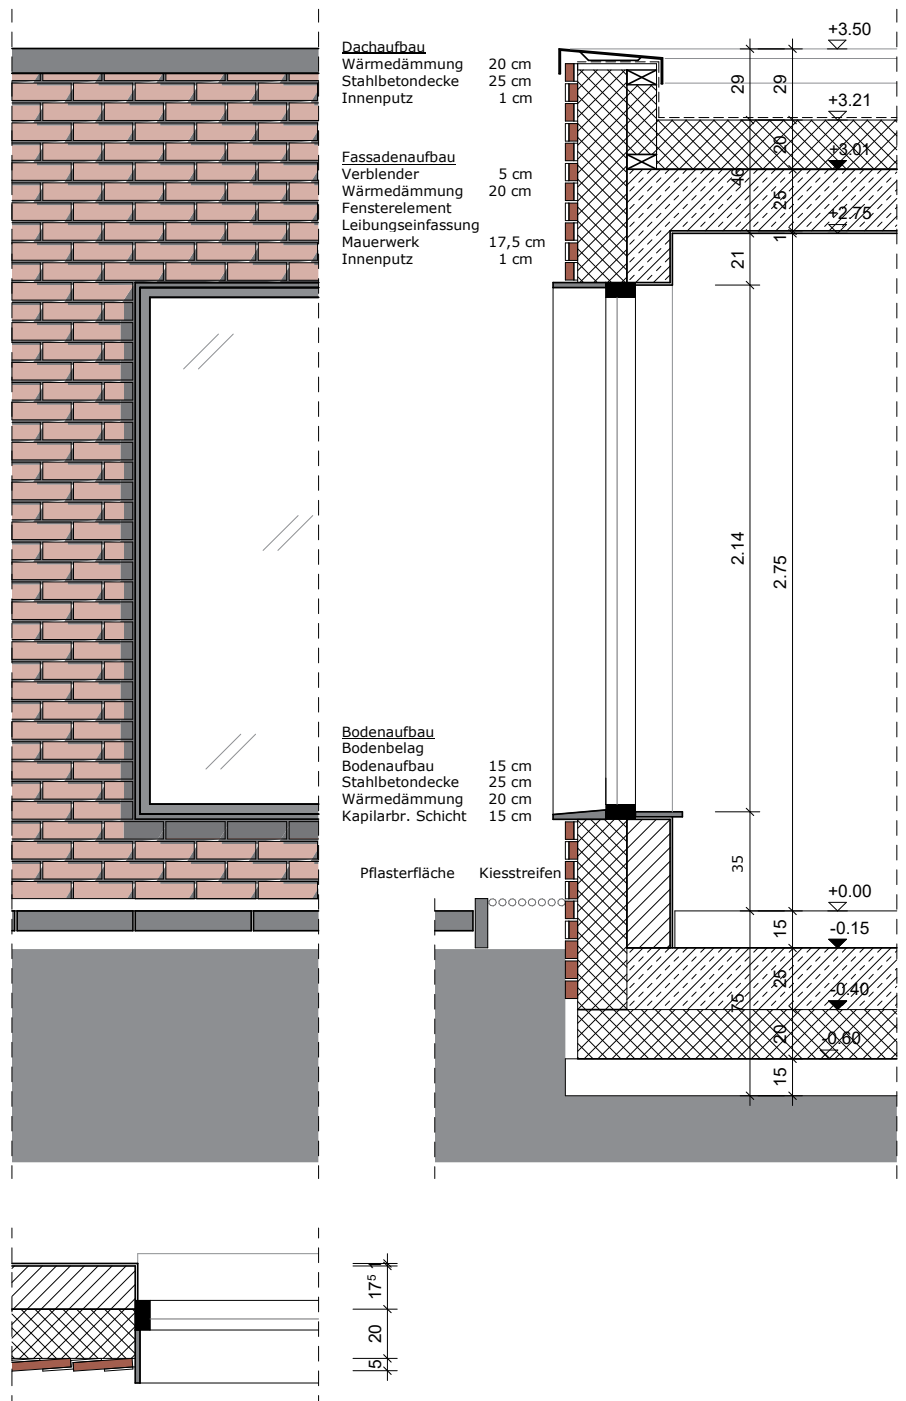 Dachaufbau
Wärmedämmung 20 cm
Stahlbetondecke 25 cm
Innenputz 1 cm
Fassadenaufbau
Verblender 5 cm
Wärmedämmung 20 cm
Fensterelement
Leibungseinfassung
Mauerwerk 17,5 cm
Innenputz 1 cm
+3.50
29
29
+3.21
20
+3.01
46
25
+2.75
1
21
2.14
2.75
Bodenaufbau
Bodenbelag
Bodenaufbau 15 cm
Stahlbetondecke 25 cm
Wärmedämmung 20 cm
Kapilarbr. Schicht 15 cm
Pflasterfläche Kiesstreifen
35
+0.00
15
-0.15
25
-0.40
75
20
-0.60
15
1
17⁵
20
5